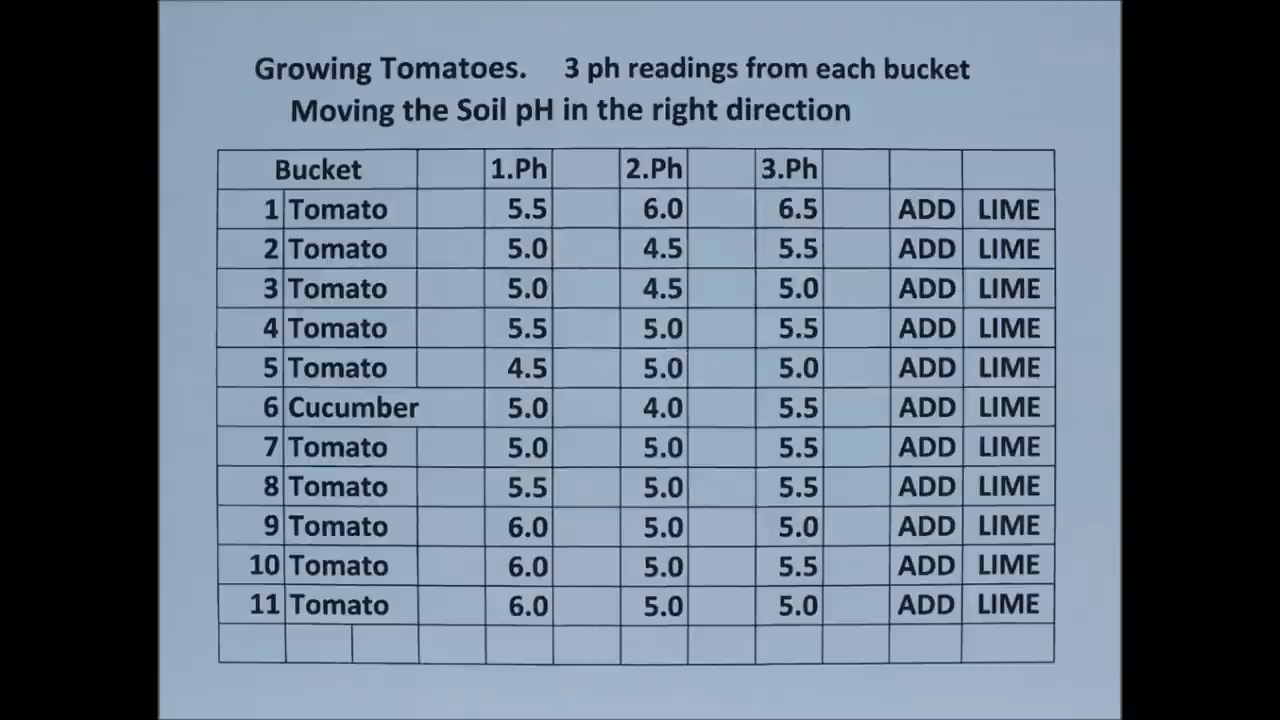 Growing Tomatoes. 3 ph readings from each bucket
Moving the Soil pH in the right direction
Bucket 1.Ph 2.Ph 3.Ph
1 Tomato 5.5 6.0 6.5 ADD LIME
2 Tomato 5.0 4.5 5.5 ADD LIME
3 Tomato 5.0 4.5 5.0 ADD LIME
4 Tomato 5.5 5.0 5.5 ADD LIME
5 Tomato 4.5 5.0 5.0 ADD LIME
6 Cucumber 5.0 4.0 5.5 ADD LIME
7 Tomato 5.0 5.0 5.5 ADD LIME
8 Tomato 5.5 5.0 5.5 ADD LIME
9 Tomato 6.0 5.0 5.0 ADD LIME
10 Tomato 6.0 5.0 5.5 ADD LIME
11 Tomato 6.0 5.0 5.0 ADD LIME